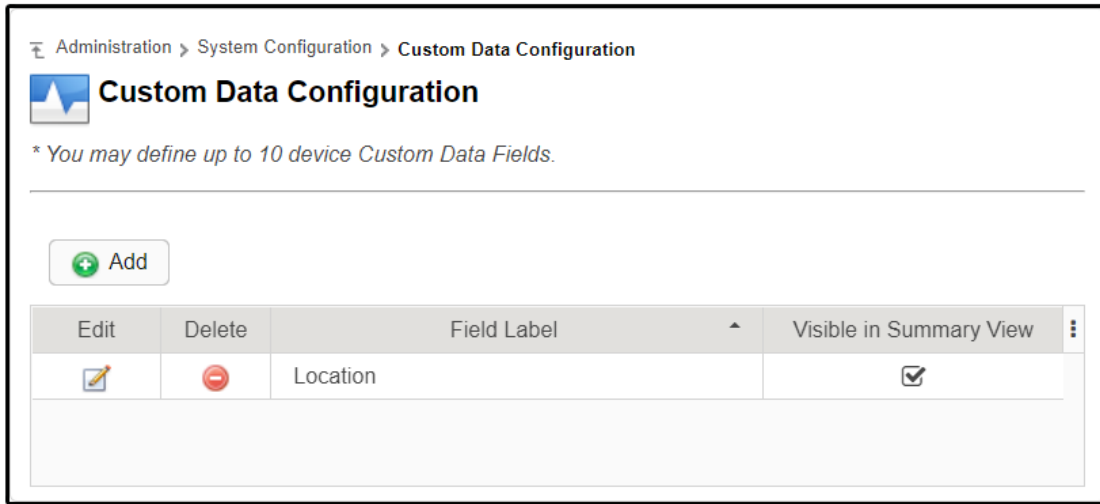 Administration > System Configuration > Custom Data Configuration
Custom Data Configuration
* You may define up to 10 device Custom Data Fields.
Add
Edit Delete Field Label Visible in Summary View
Location